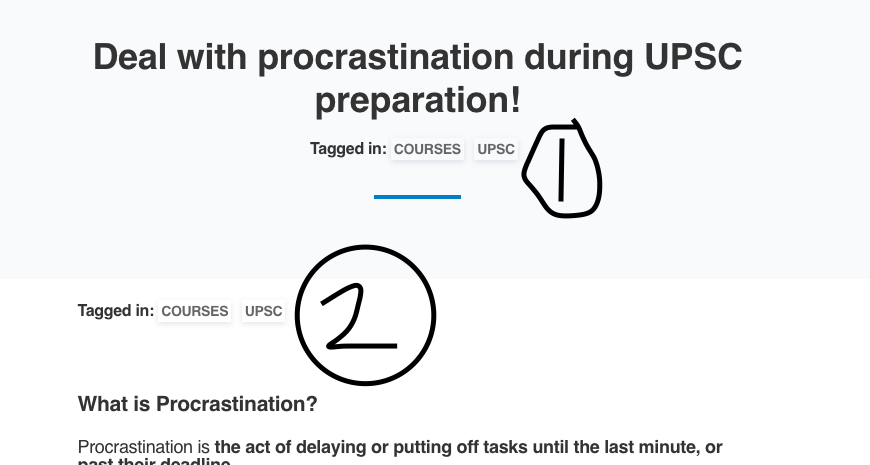 Deal with procrastination during UPSC
preparation!
Tagged in: COURSES UPSC
1
Tagged in: COURSES UPSC
2
What is Procrastination?
Procrastination is the act of delaying or putting off tasks until the last minute, or
past their deadline